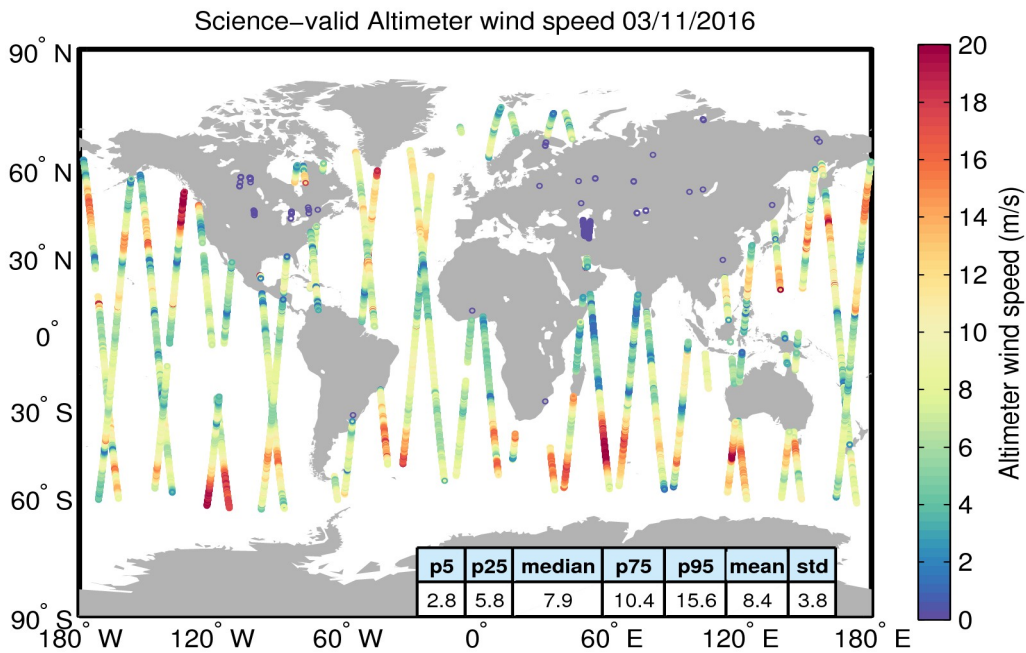 Science−valid Altimeter wind speed 03/11/2016
90° N
60° N
30° N
0°
30° S
60° S
90° S
180° W
120° W
60° W
0°
60° E
120° E
180° E
p5 p25 median p75 p95 mean std
2.8 5.8 7.9 10.4 15.6 8.4 3.8
20
18
16
14
12
10
8
6
4
2
0
Altimeter wind speed (m/s)